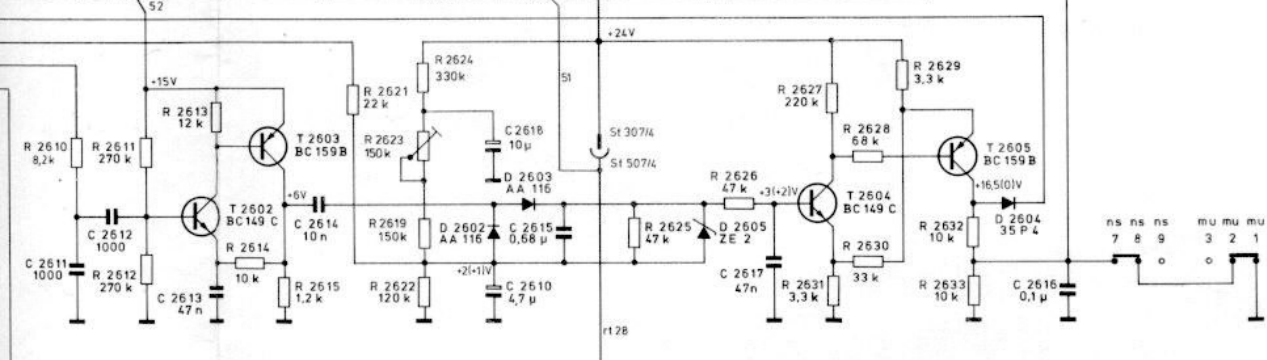 52
+24V
+15V
R 2613
12 k
T 2603
BC 159 B
R 2610
8,2k
R 2611
270 k
T 2602
BC 149 C
C 2612
1000
C 2611
1000
R 2612
270 k
R 2614
10 k
C 2613
47 n
R 2615
1,2 k
+6V
C 2614
10 n
R 2621
22 k
R 2624
330k
R 2623
150k
C 2618
10 µ
D 2603
AA 116
R 2619
150k
D 2602
AA 116
C 2615
0,68 µ
+2(+1)V
R 2622
120 k
C 2610
4,7 µ
51
St 307/4
St 507/4
rt 28
R 2625
47 k
R 2626
47 k
D 2605
ZE 2
C 2617
47n
+3(+2)V
R 2627
220 k
R 2628
68 k
R 2629
3,3 k
T 2604
BC 149 C
R 2630
33 k
R 2631
3,3 k
T 2605
BC 159 B
+16,5(0)V
D 2604
35 P 4
R 2632
10 k
R 2633
10 k
C 2616
0,1 µ
ns ns ns mu mu mu
7 8 9 3 2 1